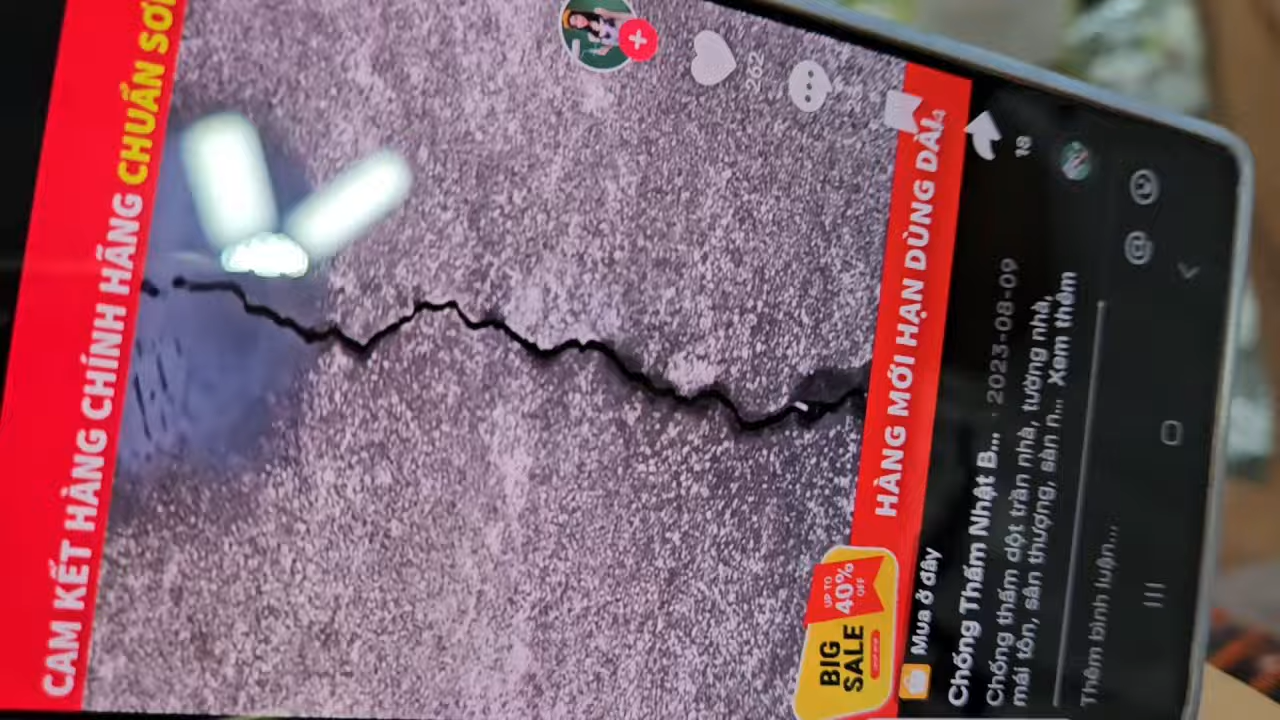 CAM KẾT HÀNG CHÍNH HÃNG CHUẨN SƠN
262
HÀNG MỚI HẠN DÙNG DÀI
18
UP TO
40%
OFF
BIG
SALE
Mua ở đây
Chống Thấm Nhật B... · 2023-08-09
Chống thấm dột trần nhà, tường nhà,
mái tôn, sân thượng, sàn n... Xem thêm
Thêm bình luận...